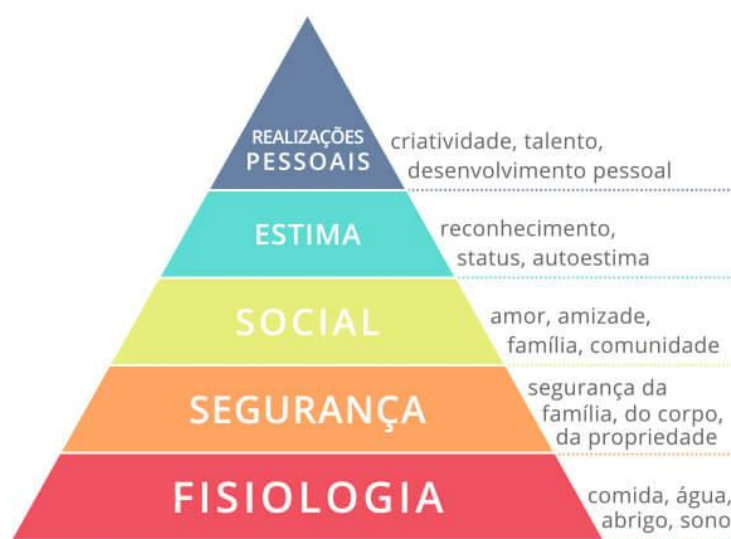 REALIZAÇÕES
PESSOAIS
criatividade, talento,
desenvolvimento pessoal
ESTIMA
reconhecimento,
status, autoestima
SOCIAL
amor, amizade,
família, comunidade
SEGURANÇA
segurança da
família, do corpo,
da propriedade
FISIOLOGIA
comida, água,
abrigo, sono